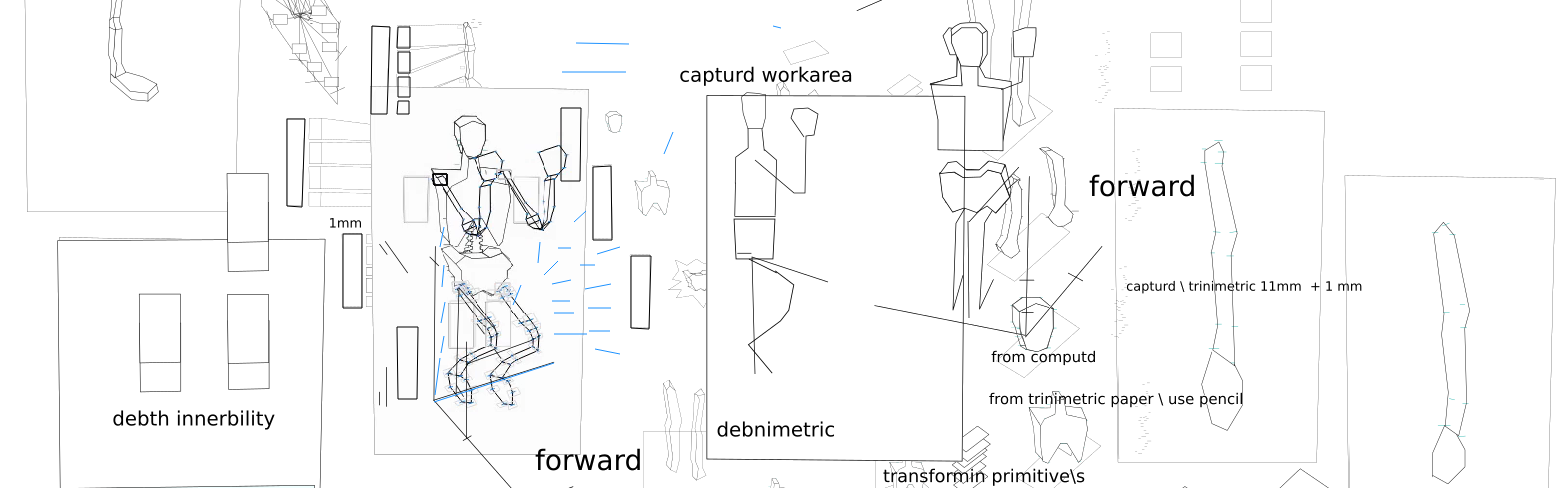 capturd workarea
forward
1mm
capturd \ trinimetric 11mm  + 1 mm
from computd
from trinimetric paper \ use pencil
debth innerbility
debnimetric
forward
transformin primitive\s